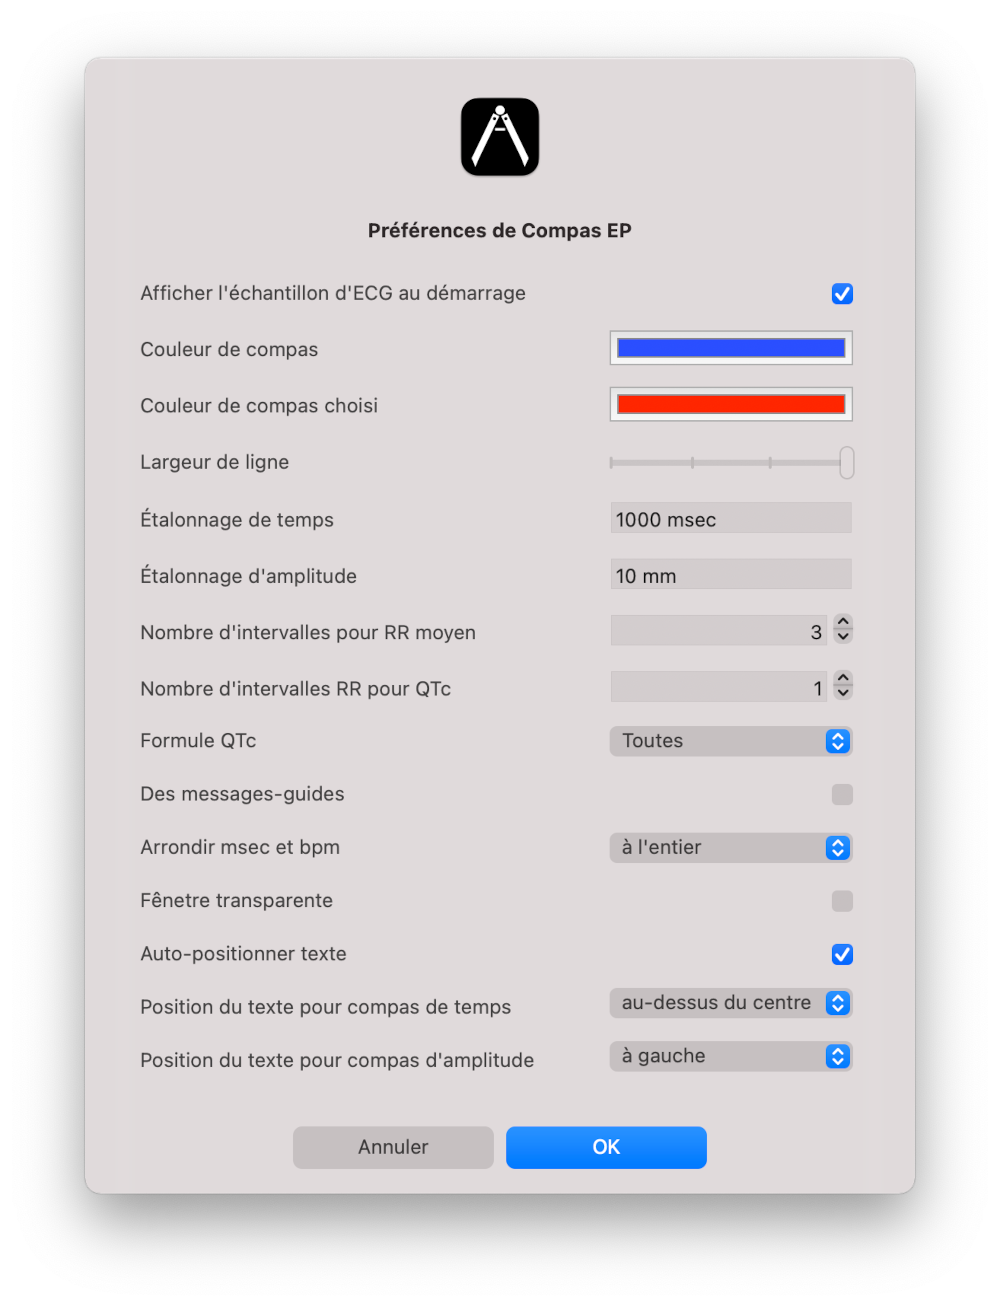 Préférences de Compas EP
Afficher l'échantillon d'ECG au démarrage
Couleur de compas
Couleur de compas choisi
Largeur de ligne
Étalonnage de temps 1000 msec
Étalonnage d'amplitude 10 mm
Nombre d'intervalles pour RR moyen 3
Nombre d'intervalles RR pour QTc 1
Formule QTc Toutes
Des messages-guides
Arrondir msec et bpm à l'entier
Fênetre transparente
Auto-positionner texte
Position du texte pour compas de temps au-dessus du centre
Position du texte pour compas d'amplitude à gauche
Annuler OK